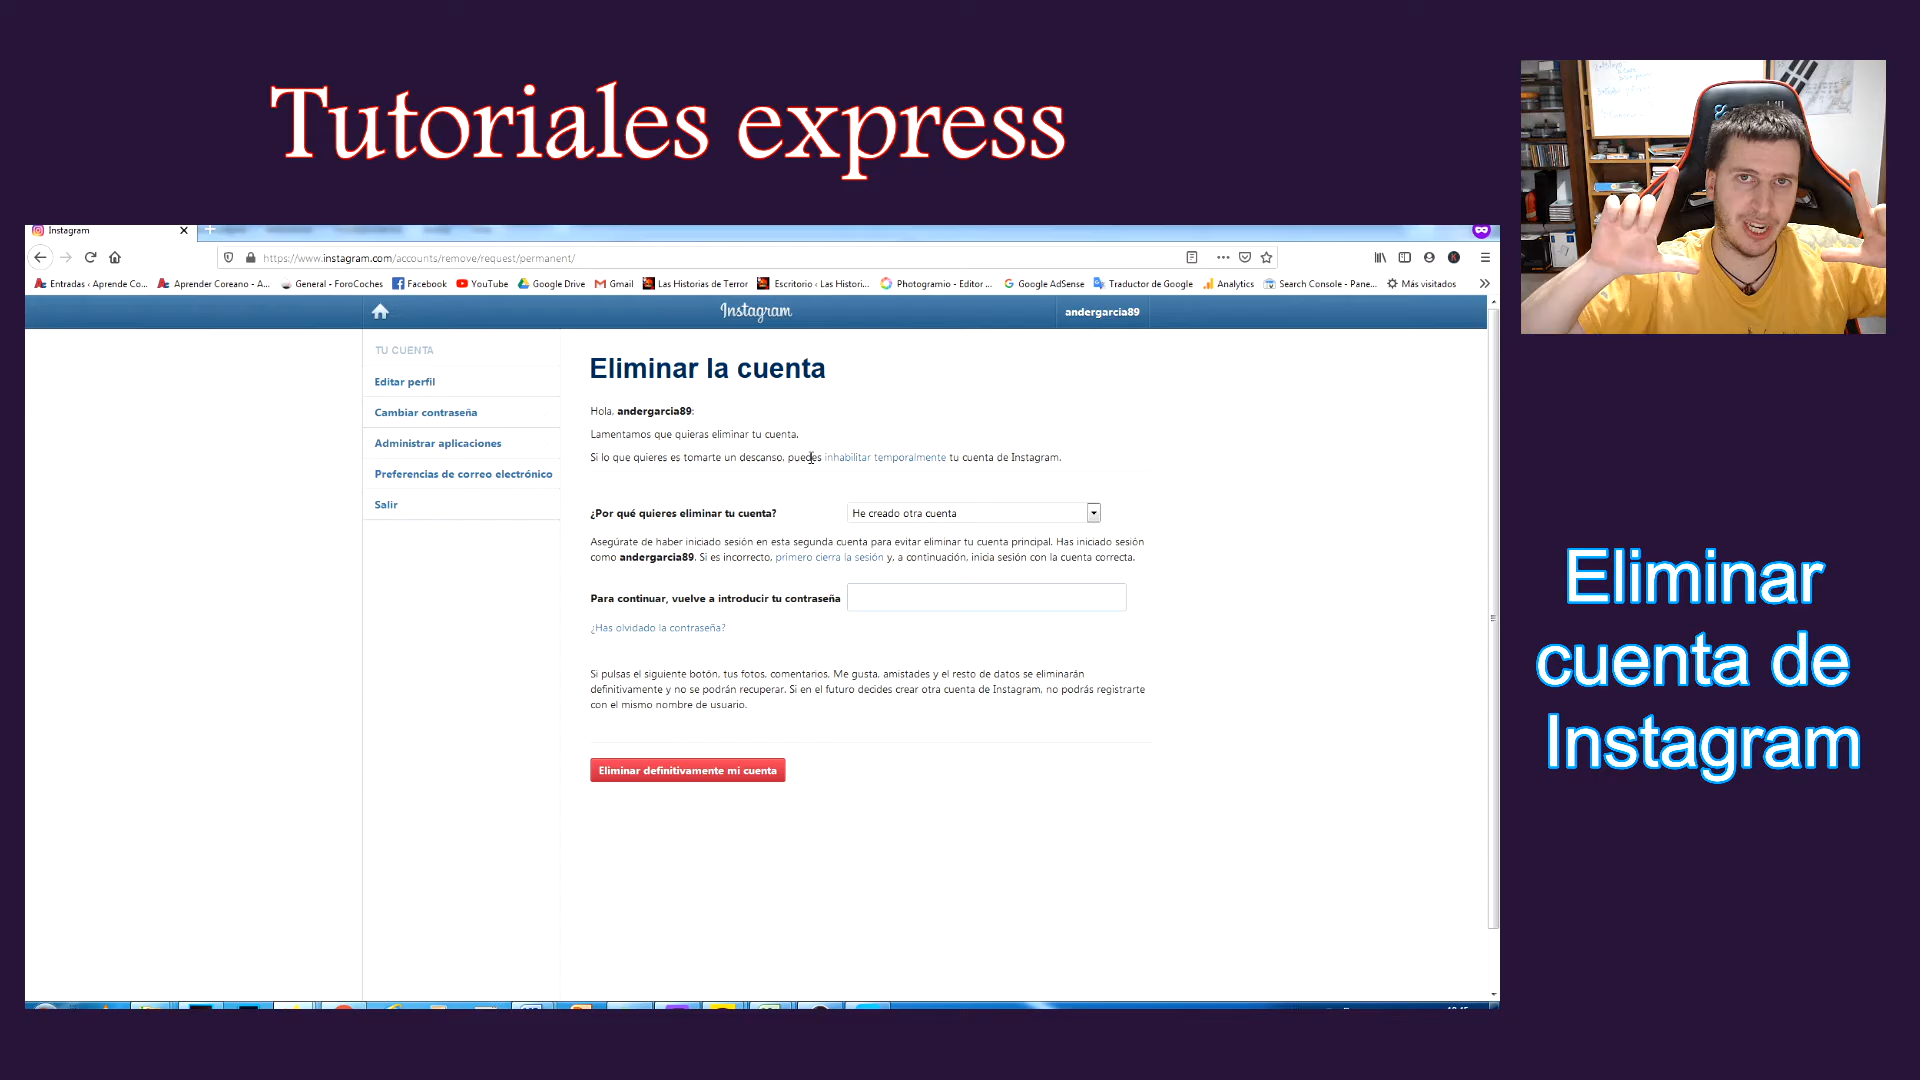 Tutoriales express
Instagram
https://www.instagram.com/accounts/remove/request/permanent/
Entradas ‹ Aprende Co... Aprender Coreano - A... General - ForoCoches Facebook YouTube Google Drive Gmail Las Historias de Terror Escritorio ‹ Las Histori... Photogramio - Editor ... Google AdSense Traductor de Google Analytics Search Console - Pane... Más visitados
Instagram
andergarcia89
TU CUENTA
Editar perfil
Cambiar contraseña
Administrar aplicaciones
Preferencias de correo electrónico
Salir
Eliminar la cuenta
Hola, andergarcia89:
Lamentamos que quieras eliminar tu cuenta.
Si lo que quieres es tomarte un descanso, puedes inhabilitar temporalmente tu cuenta de Instagram.
¿Por qué quieres eliminar tu cuenta? He creado otra cuenta
Asegúrate de haber iniciado sesión en esta segunda cuenta para evitar eliminar tu cuenta principal. Has iniciado sesión
como andergarcia89. Si es incorrecto, primero cierra la sesión y, a continuación, inicia sesión con la cuenta correcta.
Para continuar, vuelve a introducir tu contraseña
¿Has olvidado la contraseña?
Si pulsas el siguiente botón, tus fotos, comentarios, Me gusta, amistades y el resto de datos se eliminarán
definitivamente y no se podrán recuperar. Si en el futuro decides crear otra cuenta de Instagram, no podrás registrarte
con el mismo nombre de usuario.
Eliminar definitivamente mi cuenta
Eliminar
cuenta de
Instagram